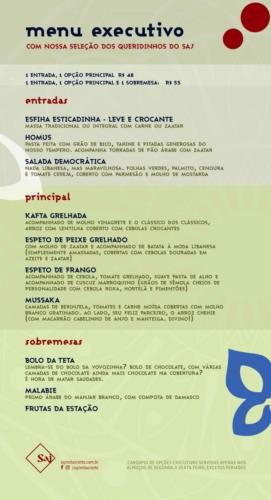 menu executivo
COM NOSSA SELEÇÃO DOS QUERIDINHOS DO SAJ
1 ENTRADA, 1 OPÇÃO PRINCIPAL R$ 48
1 ENTRADA, 1 OPÇÃO PRINCIPAL E 1 SOBREMESA: R$ 55
entradas
ESFIHA ESTICADINHA - LEVE E CROCANTE
MASSA TRADICIONAL OU INTEGRAL COM CARNE OU ZAATAR
HOMUS
PASTA FEITA COM GRÃO DE BICO, TAHINE E PITADAS GENEROSAS DO
NOSSO TEMPERO. ACOMPANHA TORRADAS DE PÃO ÁRABE COM ZAATAR
SALADA DEMOCRÁTICA
NADA LIBANESA, MAS MARAVILHOSA. FOLHAS VERDES, PALMITO, CENOURA
E TOMATE CEREJA, COBERTO COM PARMESÃO E MOLHO DE MOSTARDA
principal
KAFTA GRELHADA
ACOMPANHADO DE MOLHO VINAGRETE E O CLÁSSICO DOS CLÁSSICOS,
ARROZ COM LENTILHA COBERTO COM CEBOLAS CROCANTES
ESPETO DE PEIXE GRELHADO
COM MOLHO DE ZAATAR E ACOMPANHADO DE BATATA À MODA LIBANESA
(SIMPLESMENTE AMASSADAS, COBERTAS COM CEBOLAS DOURADAS EM
AZEITE E ZAATAR)
ESPETO DE FRANGO
ACOMPANHADO DE CEBOLA, TOMATE GRELHADO, SUAVE PASTA DE ALHO E
ACOMPANHADO DE CUSCUZ MARROQUINO (GRÃOS DE SÊMOLA CHEIOS DE
PERSONALIDADE COM CEBOLA ROXA, HORTELÃ E PIMENTÕES)
MUSSAKA
CAMADAS DE BERINJELA, TOMATES E CARNE MOÍDA COBERTAS COM MOLHO
BRANCO GRATINADO. AO LADO, SEU FELIZ PARCEIRO, O ARROZ CHEHIE
(COM MACARRÃO CABELINHO DE ANJO E MANTEIGA. DIVINO!)
sobremesas
BOLO DA TETA
LEMBRA-SE DO BOLO DA VOVOZINHA? BOLO DE CHOCOLATE, COM VÁRIAS
CAMADAS DE CHOCOLATE AINDA MAIS CHOCOLATE NA COBERTURA?
É HORA DE MATAR SAUDADES.
MALABIE
PRIMO ÁRABE DO MANJAR BRANCO, COM COMPOTA DE DAMASCO
FRUTAS DA ESTAÇÃO
SAJ
sajrestaurante.com.br
/sajrestaurante
CARDÁPIO DE OPÇÕES EXECUTIVAS SERVIDAS APENAS NOS
ALMOÇOS DE SEGUNDA A SEXTA-FEIRA, EXCETOS FERIADOS